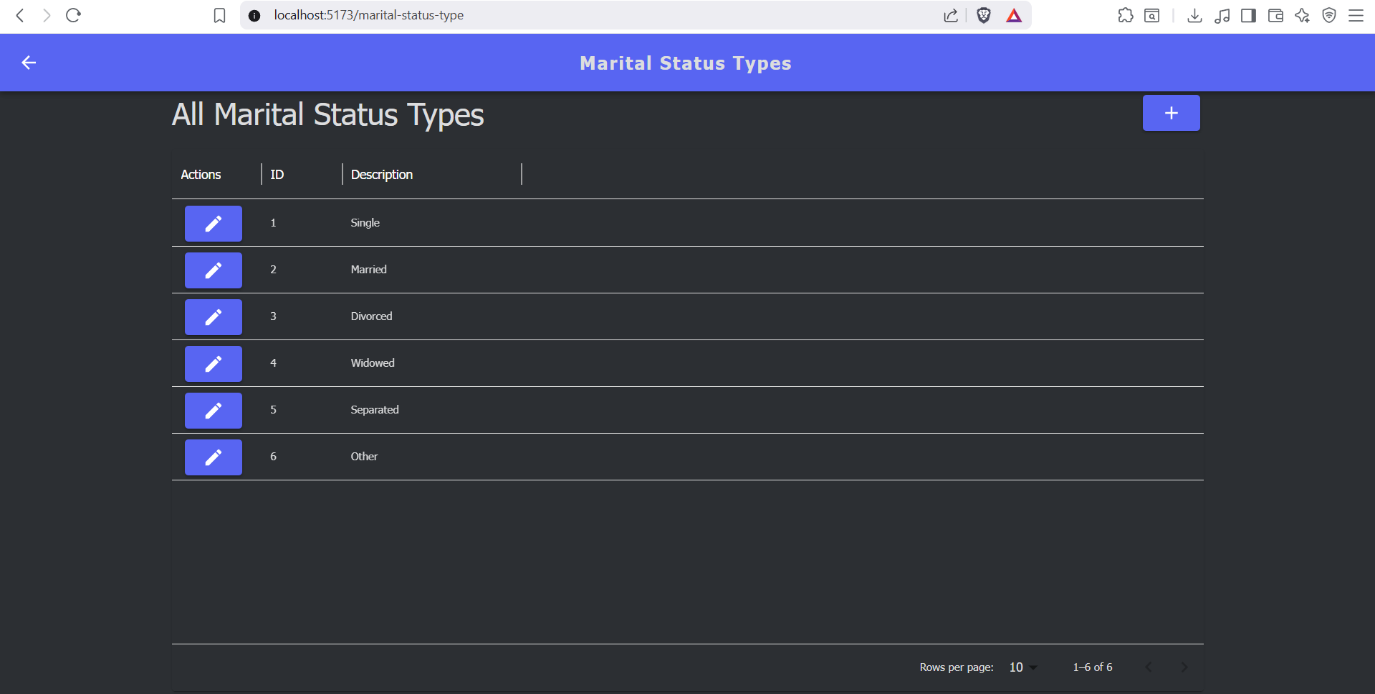 localhost:5173/marital-status-type
Marital Status Types
All Marital Status Types
+
Actions ID Description
1 Single
2 Married
3 Divorced
4 Widowed
5 Separated
6 Other
Rows per page: 10 1–6 of 6